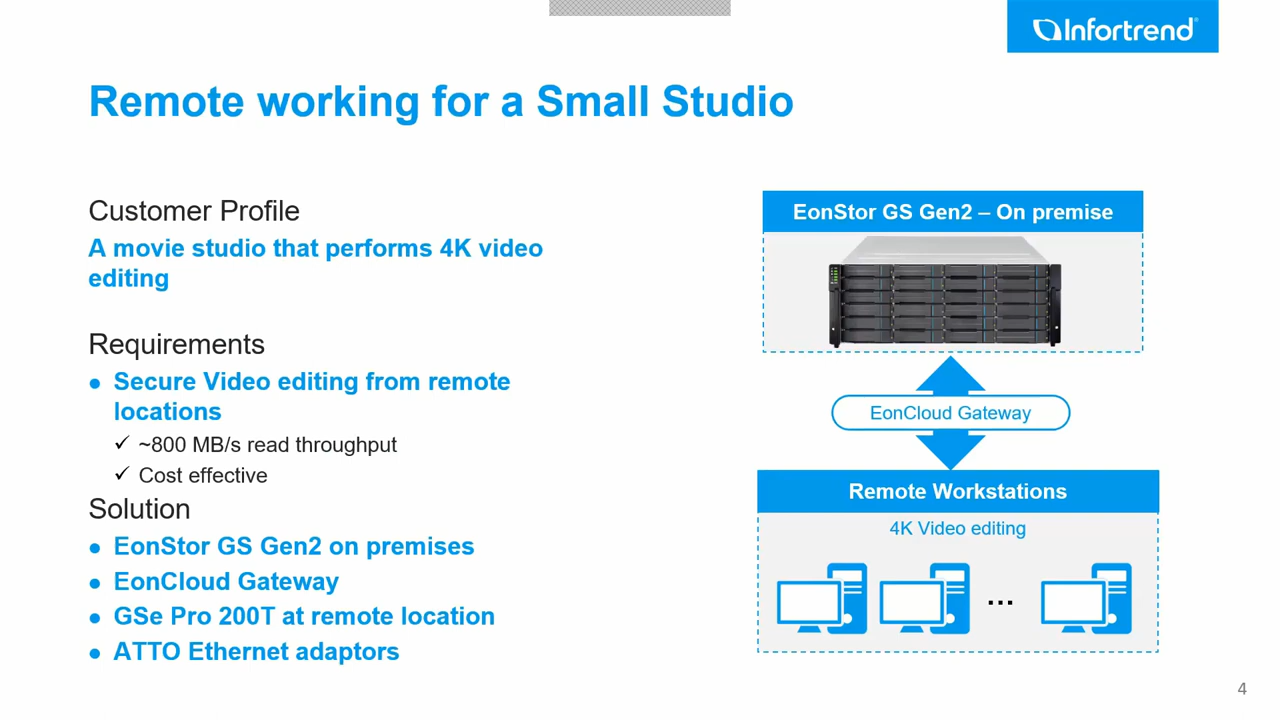 Infortrend
Remote working for a Small Studio
Customer Profile
A movie studio that performs 4K video
editing
Requirements
• Secure Video editing from remote
locations
✓ ~800 MB/s read throughput
✓ Cost effective
Solution
• EonStor GS Gen2 on premises
• EonCloud Gateway
• GSe Pro 200T at remote location
• ATTO Ethernet adaptors
EonStor GS Gen2 – On premise
EonCloud Gateway
Remote Workstations
4K Video editing
...
4